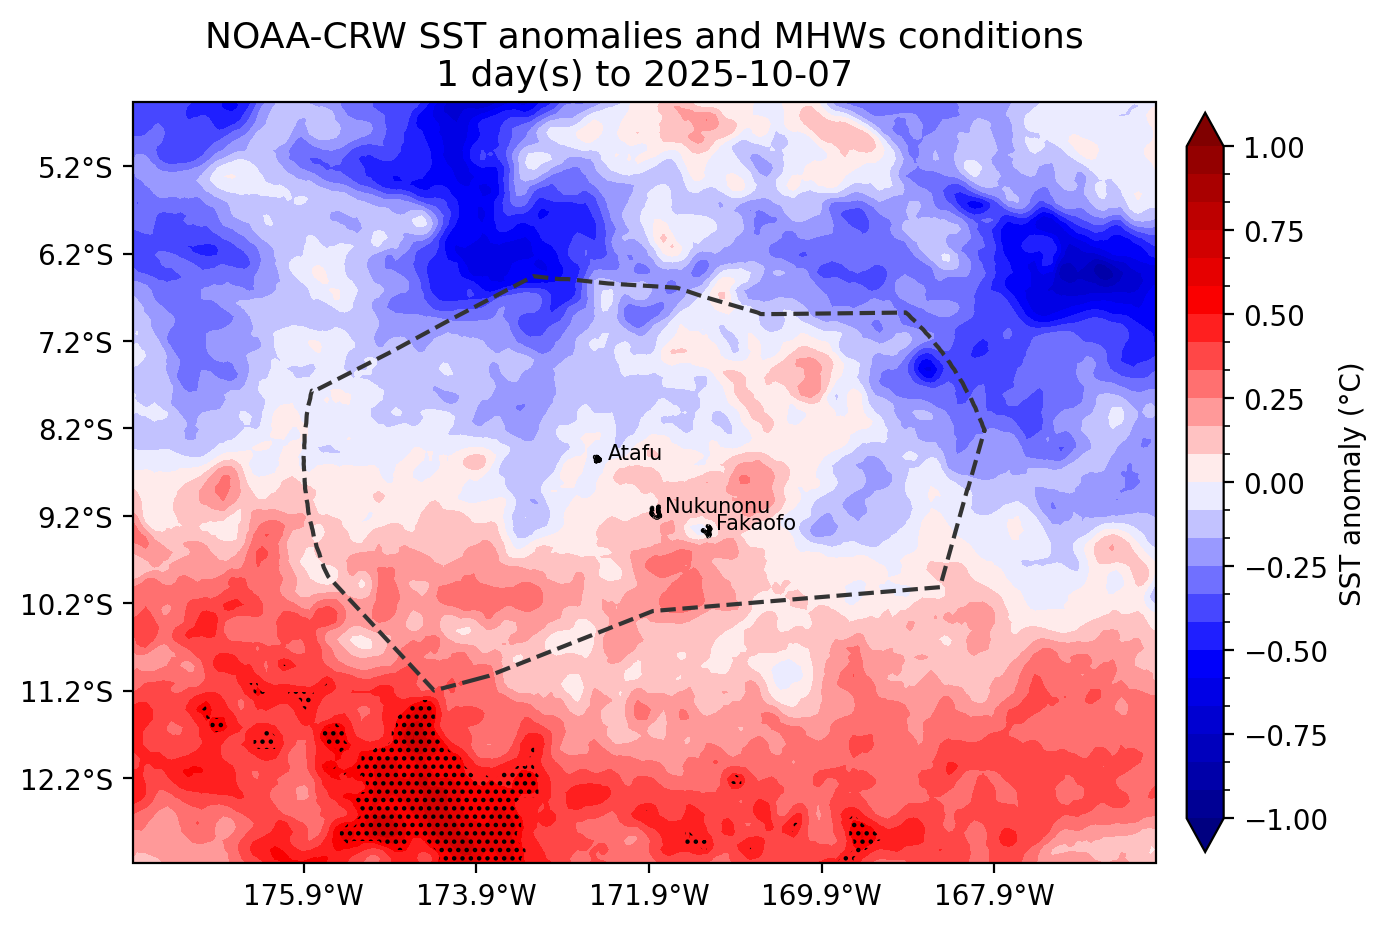 NOAA-CRW SST anomalies and MHWs conditions
1 day(s) to 2025-10-07
5.2°S
6.2°S
7.2°S
8.2°S
9.2°S
10.2°S
11.2°S
12.2°S
Atafu
Nukunonu
Fakaofo
175.9°W
173.9°W
171.9°W
169.9°W
167.9°W
1.00
0.75
0.50
0.25
0.00
−0.25
−0.50
−0.75
−1.00
SST anomaly (°C)